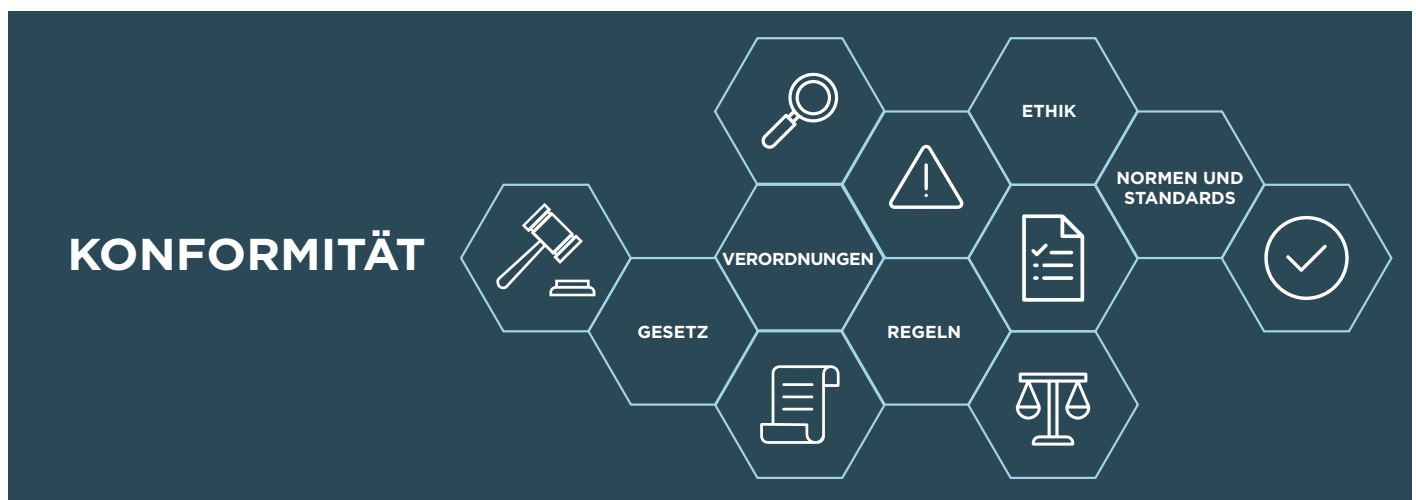 KONFORMITÄT
ETHIK
NORMEN UND
STANDARDS
VERORDNUNGEN
GESETZ
REGELN